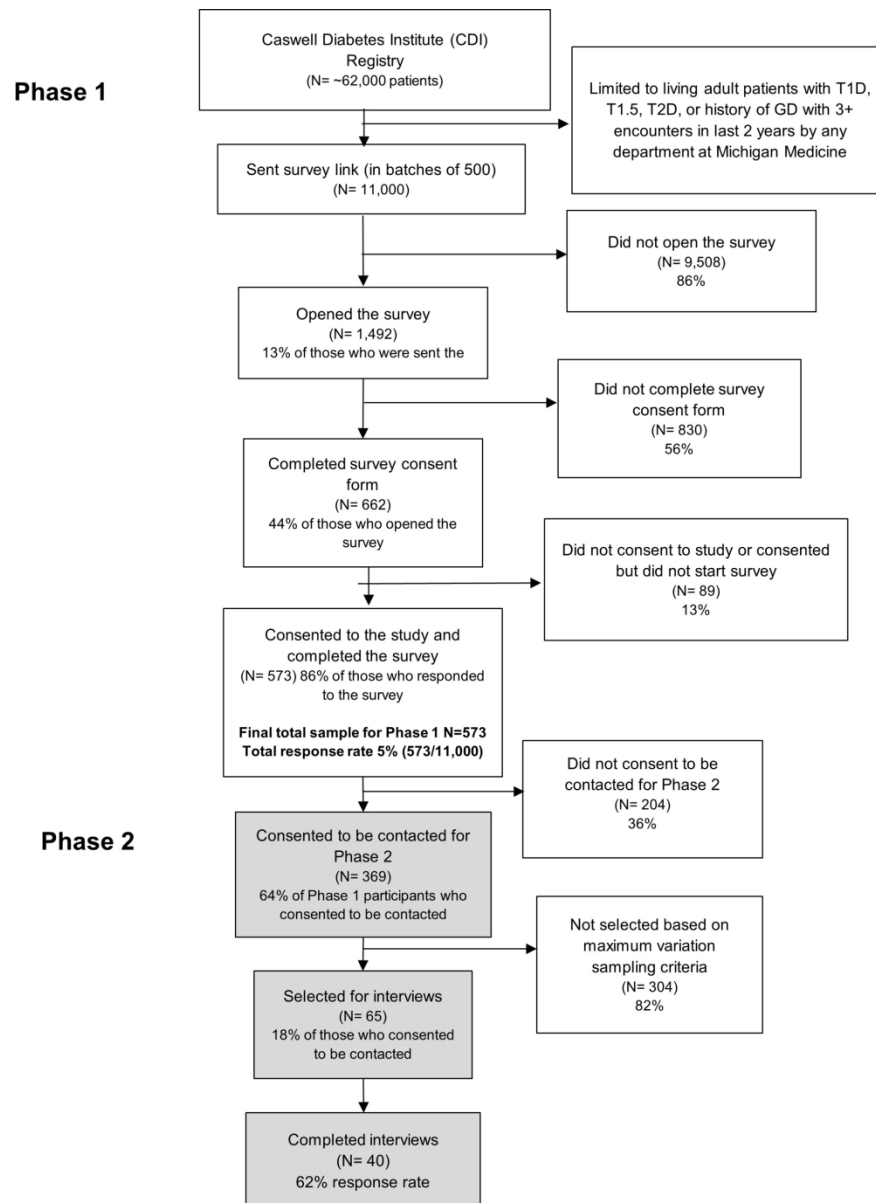 Phase 1
Caswell Diabetes Institute (CDI)
Registry
(N= ~62,000 patients)
Limited to living adult patients with T1D,
T1.5, T2D, or history of GD with 3+
encounters in last 2 years by any
department at Michigan Medicine
Sent survey link (in batches of 500)
(N = 11,000)
Did not open the survey
(N= 9,508)
86%
Opened the survey
(N = 1,492)
13% of those who were sent the
Did not complete survey
consent form
(N = 830)
56%
Completed survey consent
form
(N = 662)
44% of those who opened the
survey
Did not consent to study or consented
but did not start survey
(N = 89)
13%
Consented to the study and
completed the survey
(N = 573) 86% of those who responded
to the survey
Final total sample for Phase 1 N=573
Total response rate 5% (573/11,000)
Did not consent to be
contacted for Phase 2
(N = 204)
36%
Phase 2
Consented to be contacted for
Phase 2
(N = 369)
64% of Phase 1 participants who
consented to be contacted
Not selected based on
maximum variation
sampling criteria
(N = 304)
82%
Selected for interviews
(N = 65)
18% of those who consented
to be contacted
Completed interviews
(N = 40)
62% response rate